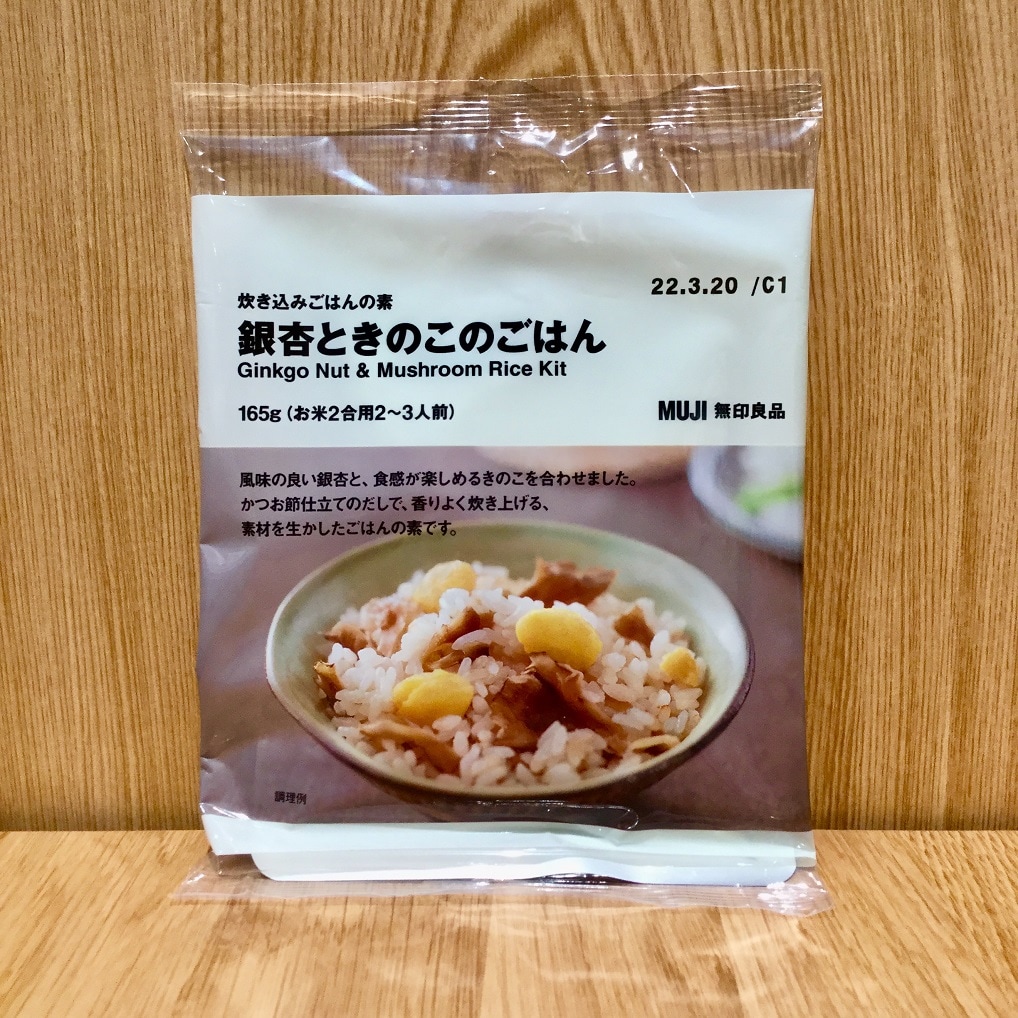 22.3.20 /C1
炊き込みごはんの素
銀杏ときのこのごはん
Ginkgo Nut & Mushroom Rice Kit
165g（お米2合用2〜3人前）
MUJI 無印良品
風味の良い銀杏と、食感が楽しめるきのこを合わせました。
かつお節仕立てのだしで、香りよく炊き上げる、
素材を生かしたごはんの素です。
調理例